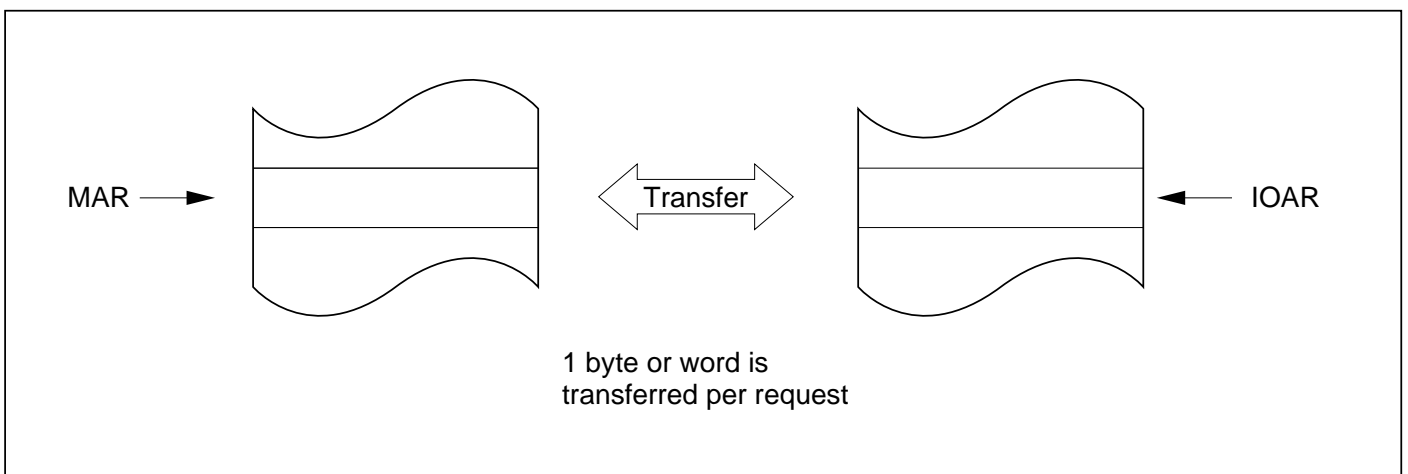 MAR
Transfer
IOAR
1 byte or word is
transferred per request